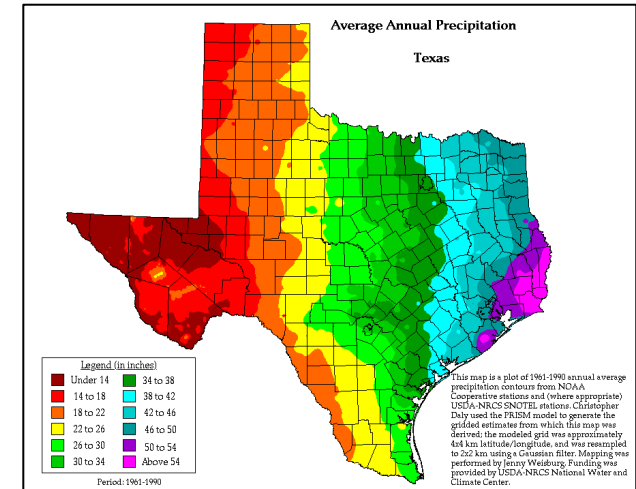 Average Annual Precipitation
Texas
Legend (in inches)
Under 14
14 to 18
18 to 22
22 to 26
26 to 30
30 to 34
34 to 38
38 to 42
42 to 46
46 to 50
50 to 54
Above 54
Period: 1961-1990
This map is a plot of 1961-1990 annual average
precipitation contours from NOAA
Cooperative stations and (where appropriate)
USDA-NRCS SNOTEL stations. Christopher
Daly used the PRISM model to generate the
gridded estimates from which this map was
derived; the modeled grid was approximately
4x4 km latitude/longitude, and was resampled
to 2x2 km using a Gaussian filter. Mapping was
performed by Jenny Weisburg. Funding was
provided by USDA-NRCS National Water and
Climate Center.